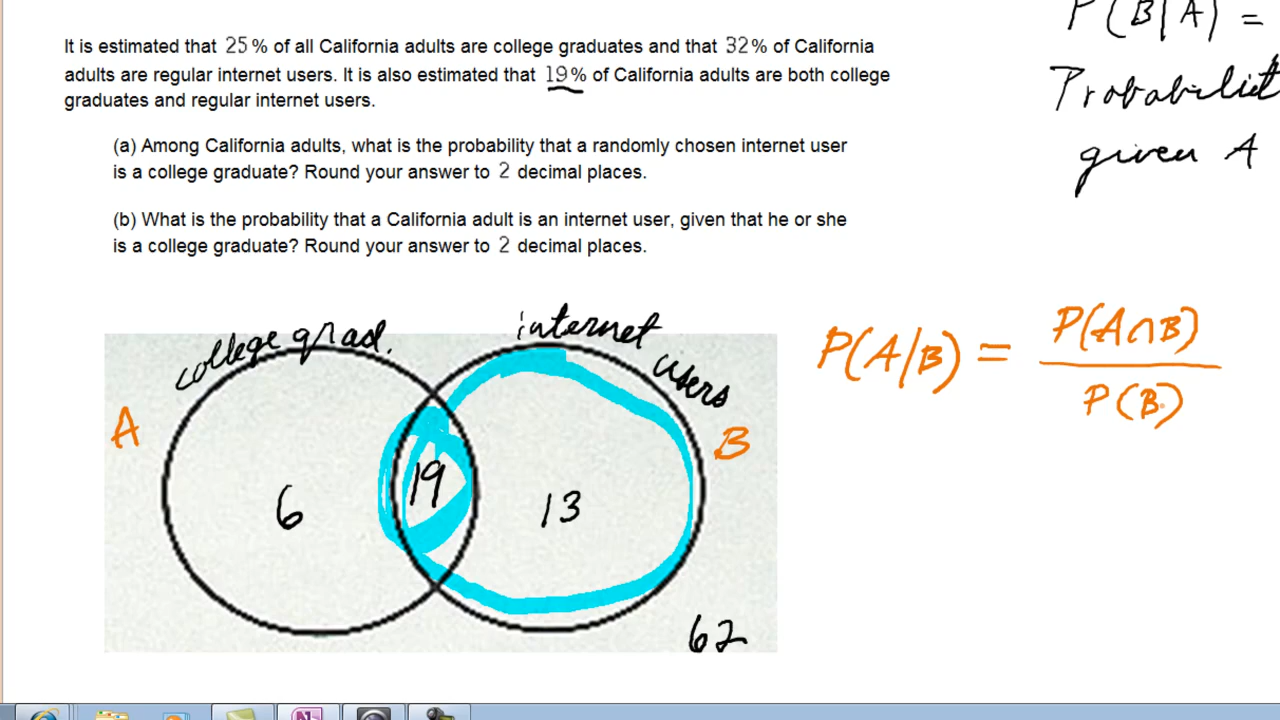 P(B|A) =
It is estimated that 25% of all California adults are college graduates and that 32% of California
adults are regular internet users. It is also estimated that 19% of California adults are both college
graduates and regular internet users.
Probabilit
given A
(a) Among California adults, what is the probability that a randomly chosen internet user
is a college graduate? Round your answer to 2 decimal places.
(b) What is the probability that a California adult is an internet user, given that he or she
is a college graduate? Round your answer to 2 decimal places.
college grad.
internet
users
A
B
6
19
13
62
P(A|B) = P(A∩B)
P(B)